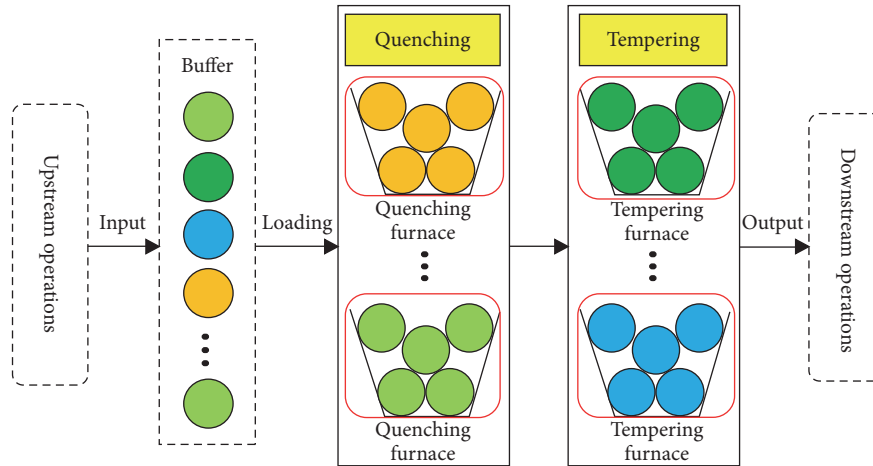 Upstream operations
Input
Buffer
Loading
Quenching
Quenching
furnace
Quenching
furnace
Tempering
Tempering
furnace
Tempering
furnace
Output
Downstream operations